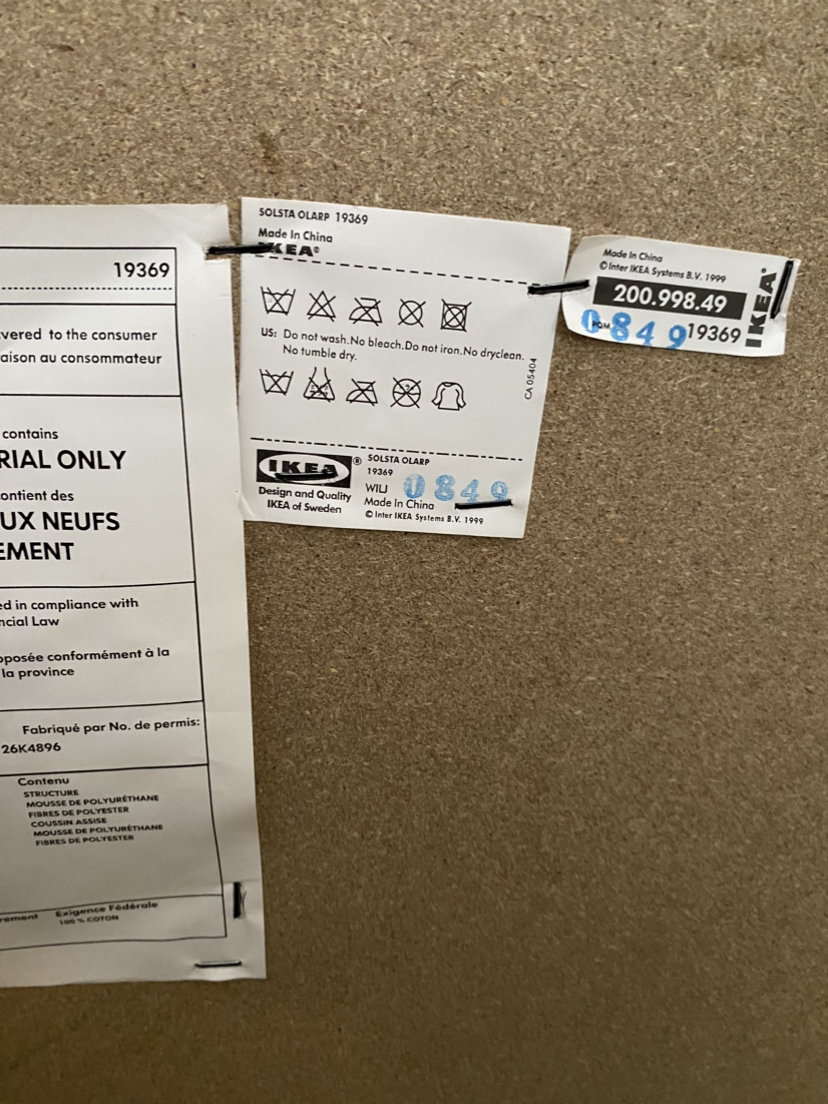 19369
vered to the consumer
aison au consommateur
contains
RIAL ONLY
ontient des
UX NEUFS
EMENT
ed in compliance with
ncial Law
pposée conformément à la
la province
Fabriqué par No. de permis:
26K4896
Contenu
STRUCTURE
MOUSSE DE POLYURÉTHANE
FIBRES DE POLYESTER
COUSSIN ASSISE
MOUSSE DE POLYURÉTHANE
FIBRES DE POLYESTER
rement Exigence Fédérale
100 % COTON
SOLSTA OLARP 19369
Made In China
IKEA®
US: Do not wash.No bleach.Do not iron.No dryclean.
No tumble dry.
CA 05404
IKEA®
Design and Quality
IKEA of Sweden
SOLSTA OLARP
19369
WILJ 0849
Made In China
© Inter IKEA Systems B.V. 1999
Made In China
© Inter IKEA Systems B.V. 1999
200.998.49
PQM 0849 19369
IKEA®